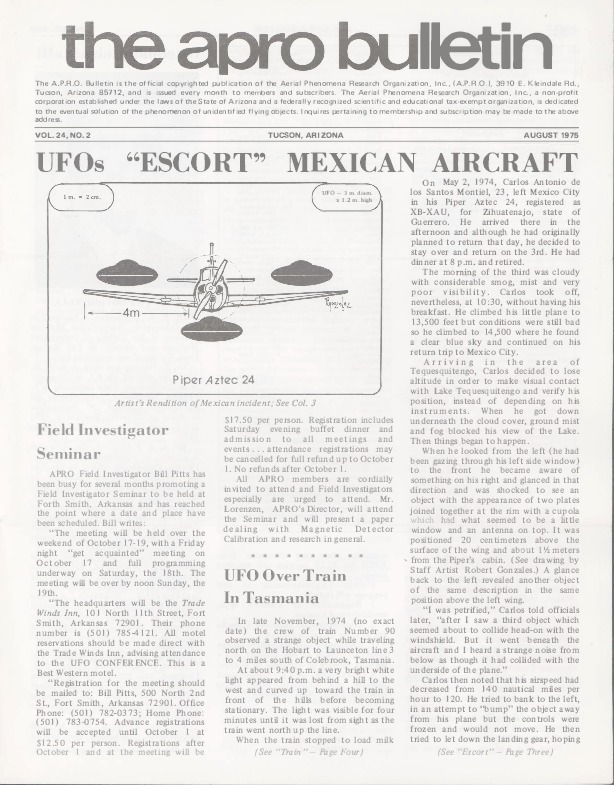 the apro bulletin
The A.P.R.O. Bulletin is the official copyrighted publication of the Aerial Phenomena Research Organization, Inc., (A.P.R.O.), 3910 E. Kleindale Rd.,
Tucson, Arizona 85712, and is issued every month to members and subscribers. The Aerial Phenomena Research Organization, Inc., a non-profit
corporation established under the laws of the State of Arizona and a federally recognized scientific and educational tax-exempt organization, is dedicated
to the eventual solution of the phenomenon of unidentified flying objects. Inquires pertaining to membership and subscription may be made to the above
address.
VOL. 24, NO. 2 TUCSON, ARIZONA AUGUST 1975
UFOs "ESCORT" MEXICAN AIRCRAFT
1 m. = 2 cm.
UFO — 3 m. diam.
x 1.2 m. high
4m
Piper Aztec 24
Artist's Rendition of Mexican incident; See Col. 3
Field Investigator
Seminar
APRO Field Investigator Bill Pitts has
been busy for several months promoting a
Field Investigator Seminar to be held at
Forth Smith, Arkansas and has reached
the point where a date and place have
been scheduled. Bill writes:
"The meeting will be held over the
weekend of October 17-19, with a Friday
night "get acquainted" meeting on
October 17 and full programming
underway on Saturday, the 18th. The
meeting will be over by noon Sunday, the
19th.
"The headquarters will be the Trade
Winds Inn, 101 North 11th Street, Fort
Smith, Arkansas 72901. Their phone
number is (501) 785-4121. All motel
reservations should be made direct with
the Trade Winds Inn, advising attendance
to the UFO CONFERENCE. This is a
Best Western motel.
"Registration for the meeting should
be mailed to: Bill Pitts, 500 North 2nd
St., Fort Smith, Arkansas 72901. Office
Phone: (501) 782-0373; Home Phone:
(501) 783-0754. Advance registrations
will be accepted until October 1 at
$12.50 per person. Registrations after
October 1 and at the meeting will be
$17.50 per person. Registration includes
Saturday evening buffet dinner and
admission to all meetings and
events . . . attendance registrations may
be cancelled for full refund up to October
1. No refunds after October 1.
All APRO members are cordially
invited to attend and Field Investigators
especially are urged to attend. Mr.
Lorenzen, APRO's Director, will attend
the Seminar and will present a paper
dealing with Magnetic Detector
Calibration and research in general.
* * * * * * * * * *
UFO Over Train
In Tasmania
In late November, 1974 (no exact
date) the crew of train Number 90
observed a strange object while traveling
north on the Hobart to Launceton line 3
to 4 miles south of Colebrook, Tasmania.
At about 9:40 p.m. a very bright white
light appeared from behind a hill to the
west and curved up toward the train in
front of the hills before becoming
stationary. The light was visible for four
minutes until it was lost from sight as the
train went north up the line.
When the train stopped to load milk
(See "Train" — Page Four)
On May 2, 1974, Carlos Antonio de
los Santos Montiel, 23, left Mexico City
in his Piper Aztec 24, registered as
XB-XAU, for Zihuatenajo, state of
Guerrero. He arrived there in the
afternoon and although he had originally
planned to return that day, he decided to
stay over and return on the 3rd. He had
dinner at 8 p.m. and retired.
The morning of the third was cloudy
with considerable smog, mist and very
poor visibility. Carlos took off,
nevertheless, at 10:30, without having his
breakfast. He climbed his little plane to
13,500 feet but conditions were still bad
so he climbed to 14,500 where he found
a clear blue sky and continued on his
return trip to Mexico City.
Arriving in the area of
Tequesquitengo, Carlos decided to lose
altitude in order to make visual contact
with Lake Tequesquitengo and verify his
position, instead of depending on his
instruments. When he got down
underneath the cloud cover, ground mist
and fog blocked his view of the Lake.
Then things began to happen.
When he looked from the left (he had
been gazing through his left side window)
to the front he became aware of
something on his right and glanced in that
direction and was shocked to see an
object with the appearance of two plates
joined together at the rim with a cupola
which had what seemed to be a little
window and an antenna on top. It was
positioned 20 centimeters above the
surface of the wing and about 1½ meters
from the Piper's cabin. (See drawing by
Staff Artist Robert Gonzales.) A glance
back to the left revealed another object
of the same description in the same
position above the left wing.
"I was petrified," Carlos told officials
later, "after I saw a third object which
seemed about to collide head-on with the
windshield. But it went beneath the
aircraft and I heard a strange noise from
below as though it had collided with the
underside of the plane."
Carlos then noted that his airspeed had
decreased from 140 nautical miles per
hour to 120. He tried to bank to the left,
in an attempt to "bump" the object away
from his plane but the controls were
frozen and would not move. He then
tried to let down the landing gear, hoping
(See "Escort" — Page Three)